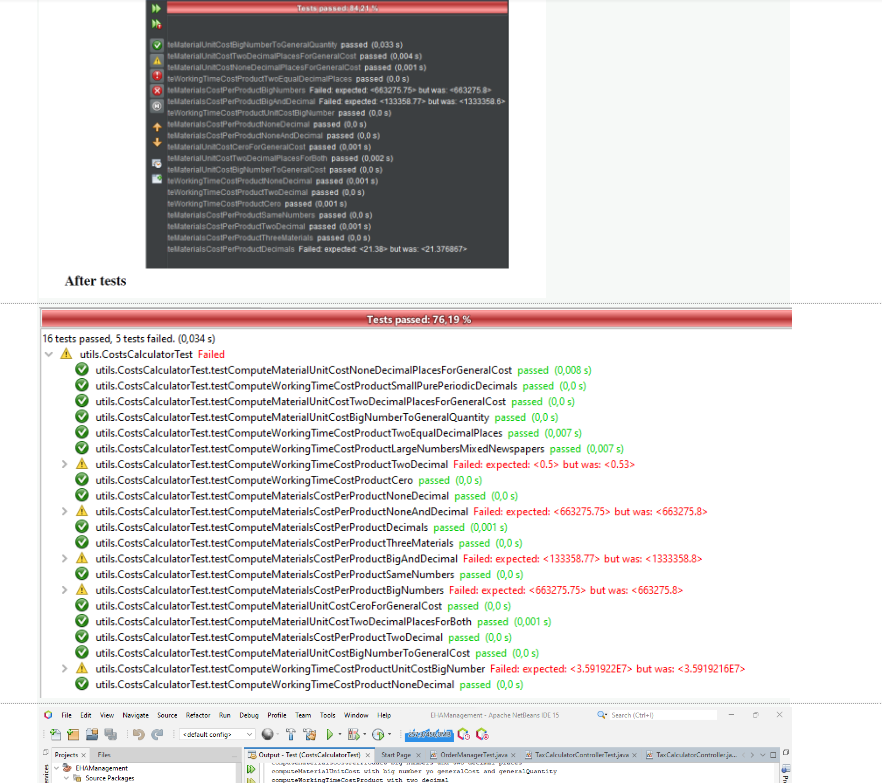 Tests passed: 84,21 %
teMaterialUnitCostBigNumberToGeneralQuantity passed (0,033 s)
teMaterialUnitCostTwoDecimalPlacesForGeneralCost passed (0,004 s)
teMaterialUnitCostNoneDecimalPlacesForGeneralCost passed (0,001 s)
teWorkingTimeCostProductTwoEqualDecimalPlaces passed (0,0 s)
teMaterialsCostPerProductBigNumbers Failed: expected: <663275.75> but was: <663275.8>
teMaterialsCostPerProductBigAndDecimal Failed: expected: <133358.77> but was: <1333358.6>
teWorkingTimeCostProductUnitCostBigNumber passed (0,0 s)
teMaterialsCostPerProductNoneDecimal passed (0,0 s)
teMaterialsCostPerProductNoneAndDecimal passed (0,0 s)
teMaterialUnitCostCeroForGeneralCost passed (0,001 s)
teMaterialUnitCostTwoDecimalPlacesForBoth passed (0,002 s)
teMaterialUnitCostBigNumberToGeneralCost passed (0,0 s)
teWorkingTimeCostProductNoneDecimal passed (0,001 s)
teWorkingTimeCostProductTwoDecimal passed (0,0 s)
teWorkingTimeCostProductCero passed (0,001 s)
teMaterialsCostPerProductSameNumbers passed (0,0 s)
teMaterialsCostPerProductTwoDecimal passed (0,001 s)
teMaterialsCostPerProductThreeMaterials passed (0,0 s)
teMaterialsCostPerProductDecimals Failed: expected: <21.38> but was: <21.376867>
After tests
Tests passed: 76,19 %
16 tests passed, 5 tests failed. (0,034 s)
utils.CostsCalculatorTest Failed
utils.CostsCalculatorTest.testComputeMaterialUnitCostNoneDecimalPlacesForGeneralCost passed (0,008 s)
utils.CostsCalculatorTest.testComputeWorkingTimeCostProductSmallPurePeriodicDecimals passed (0,0 s)
utils.CostsCalculatorTest.testComputeMaterialUnitCostTwoDecimalPlacesForGeneralCost passed (0,0 s)
utils.CostsCalculatorTest.testComputeMaterialUnitCostBigNumberToGeneralQuantity passed (0,0 s)
utils.CostsCalculatorTest.testComputeWorkingTimeCostProductTwoEqualDecimalPlaces passed (0,007 s)
utils.CostsCalculatorTest.testComputeWorkingTimeCostProductLargeNumbersMixedNewspapers passed (0,007 s)
utils.CostsCalculatorTest.testComputeWorkingTimeCostProductTwoDecimal Failed: expected: <0.5> but was: <0.53>
utils.CostsCalculatorTest.testComputeWorkingTimeCostProductCero passed (0,0 s)
utils.CostsCalculatorTest.testComputeMaterialsCostPerProductNoneDecimal passed (0,0 s)
utils.CostsCalculatorTest.testComputeMaterialsCostPerProductNoneAndDecimal Failed: expected: <663275.75> but was: <663275.8>
utils.CostsCalculatorTest.testComputeMaterialsCostPerProductDecimals passed (0,001 s)
utils.CostsCalculatorTest.testComputeMaterialsCostPerProductThreeMaterials passed (0,0 s)
utils.CostsCalculatorTest.testComputeMaterialsCostPerProductBigAndDecimal Failed: expected: <133358.77> but was: <1333358.8>
utils.CostsCalculatorTest.testComputeMaterialsCostPerProductSameNumbers passed (0,0 s)
utils.CostsCalculatorTest.testComputeMaterialsCostPerProductBigNumbers Failed: expected: <663275.75> but was: <663275.8>
utils.CostsCalculatorTest.testComputeMaterialUnitCostCeroForGeneralCost passed (0,0 s)
utils.CostsCalculatorTest.testComputeMaterialUnitCostTwoDecimalPlacesForBoth passed (0,001 s)
utils.CostsCalculatorTest.testComputeMaterialsCostPerProductTwoDecimal passed (0,0 s)
utils.CostsCalculatorTest.testComputeMaterialUnitCostBigNumberToGeneralCost passed (0,0 s)
utils.CostsCalculatorTest.testComputeWorkingTimeCostProductUnitCostBigNumber Failed: expected: <3.591922E7> but was: <3.5919216E7>
utils.CostsCalculatorTest.testComputeWorkingTimeCostProductNoneDecimal passed (0,0 s)
File Edit View Navigate Source Refactor Run Debug Profile Team Tools Window Help EHAManagement - Apache NetBeans IDE 15 Search (Ctrl+I)
<default config>
Projects Files Output - Test (CostsCalculatorTest) Start Page OrderManagerTest.java TaxCalculatorControllerTest.java TaxCalculatorController.ja...
EHAManagement
Source Packages
computeMaterialUnitCost with big number yo generalCost and generalQuantity
computeWorkingTimeCostProduct with two decimal